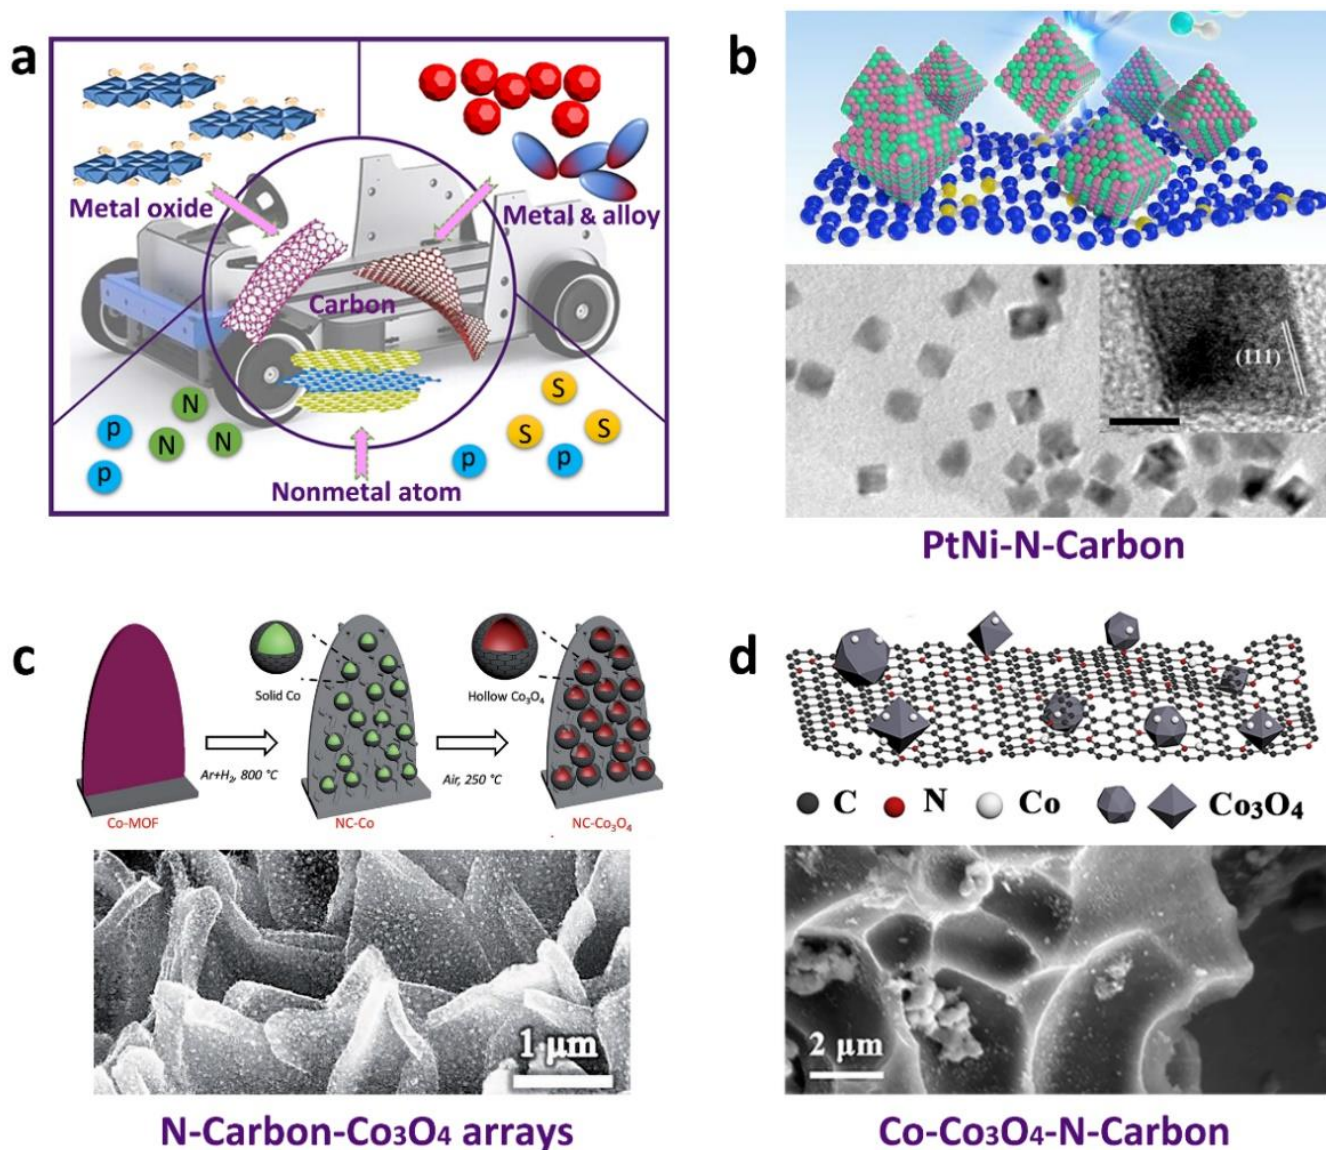 a
Metal oxide
Metal & alloy
Carbon
N
N
N
p
p
S
S
S
p
p
Nonmetal atom
b
(111)
PtNi-N-Carbon
c
Solid Co
Hollow Co₃O₄
Ar+H₂, 800 °C
Air, 250 °C
Co-MOF
NC-Co
NC-Co₃O₄
1 μm
N-Carbon-Co₃O₄ arrays
d
C N Co Co₃O₄
2 μm
Co-Co₃O₄-N-Carbon